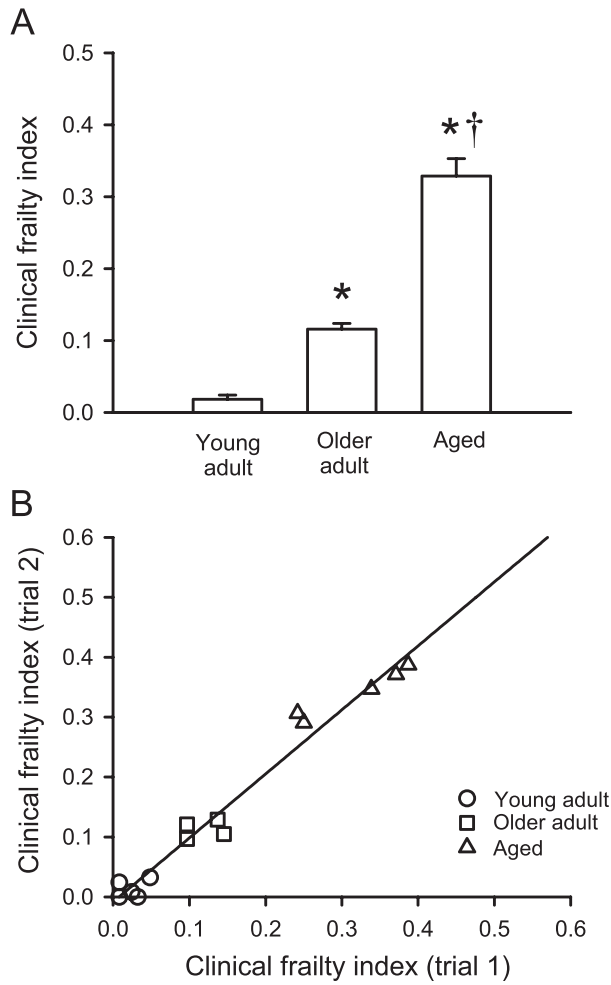 A
Clinical frailty index
0.5
0.4
0.3
0.2
0.1
0.0
* †
*
Young
adult
Older
adult
Aged
B
Clinical frailty index (trial 2)
0.6
0.5
0.4
0.3
0.2
0.1
0.0
Young adult
Older adult
Aged
0.0 0.1 0.2 0.3 0.4 0.5 0.6
Clinical frailty index (trial 1)